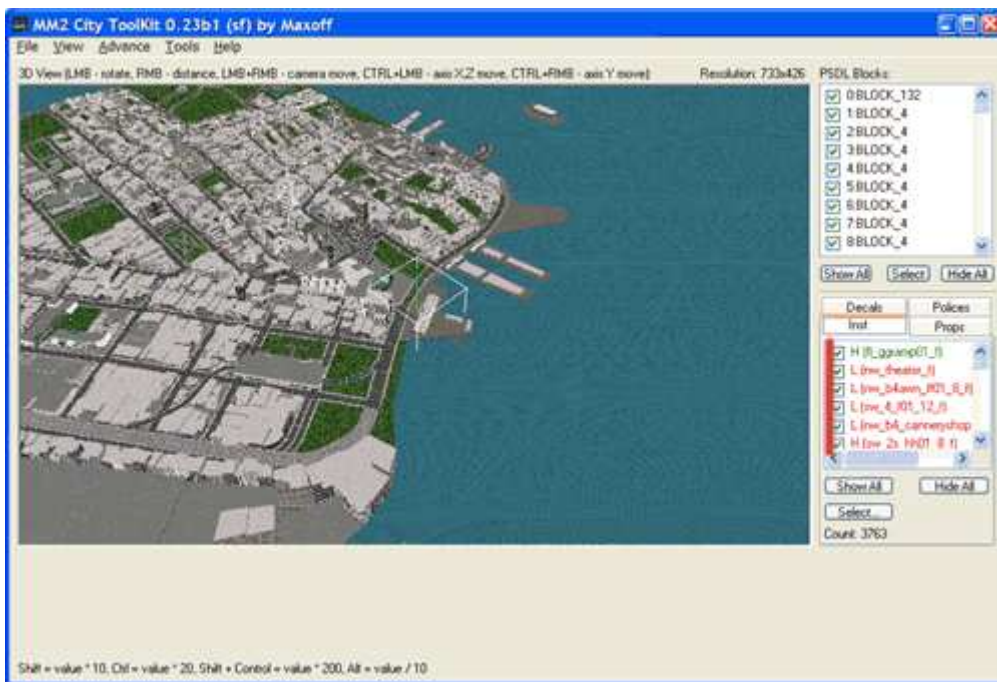 MM2 City ToolKit 0.23b1 (sf) by Maxoff
File View Advance Tools Help
3D View (LMB - rotate, RMB - distance, LMB+RMB - camera move, CTRL+LMB - axis X,Z move, CTRL+RMB - axis Y move) Resolution: 733x426 PSDL Blocks:
0:BLOCK_132
1:BLOCK_4
2:BLOCK_4
3:BLOCK_4
4:BLOCK_4
5:BLOCK_4
6:BLOCK_4
7:BLOCK_4
8:BLOCK_4
Show All Select Hide All
Decals Polices
Inst Props
H
L (nw_theater_f)
L
L (nw_4_lf01_12_f)
L (nw_b4_canneryshop
H
Show All Hide All
Select...
Count: 3763
Shift = value * 10, Ctrl = value * 20, Shift + Control = value * 200, Alt = value / 10